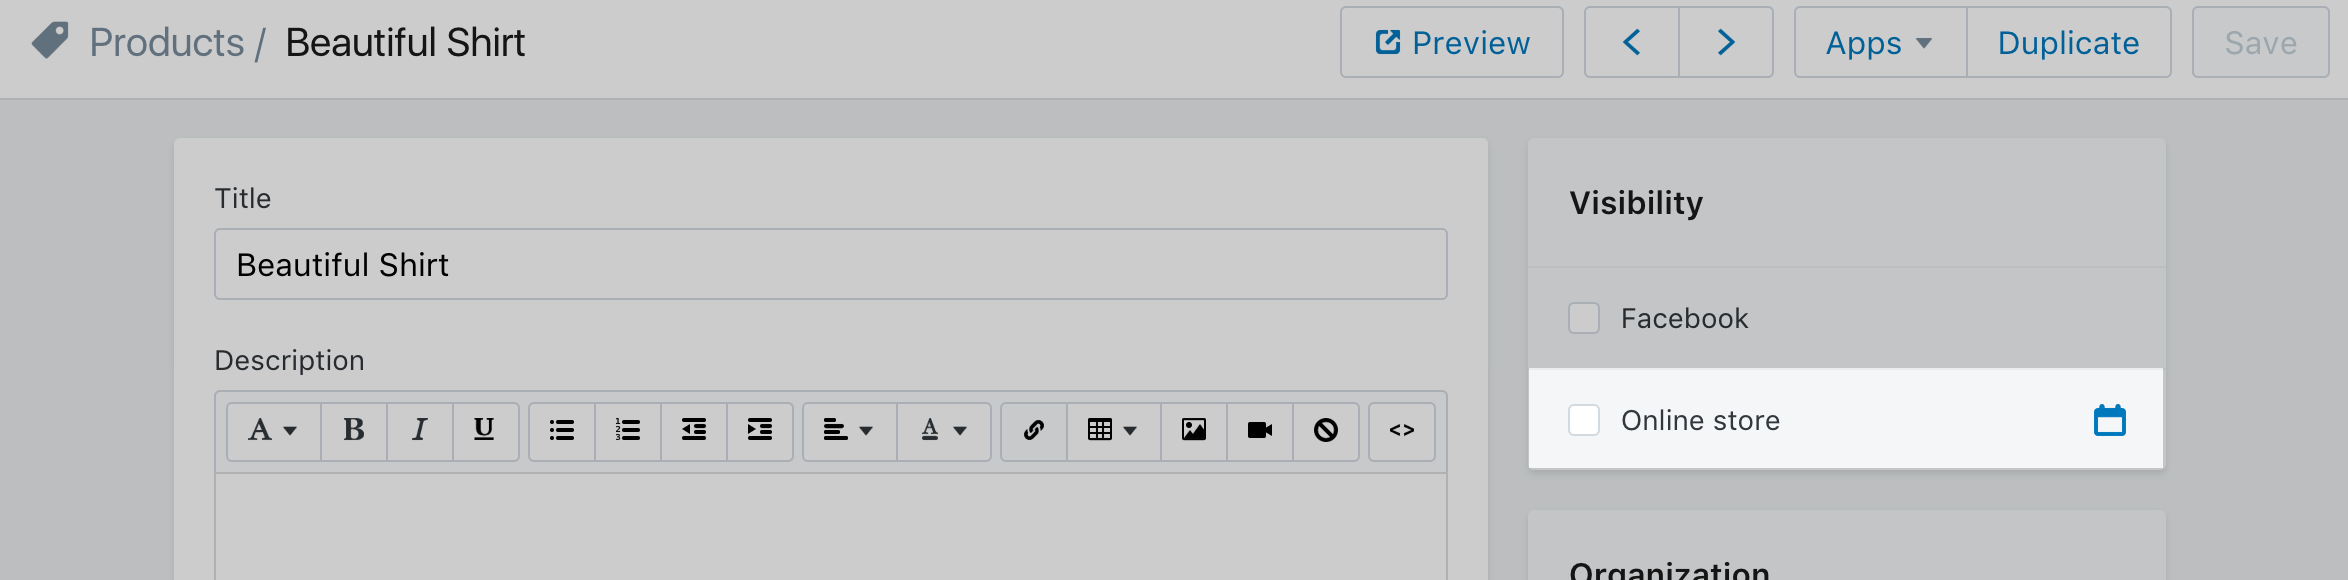 Products / Beautiful Shirt
Preview
Apps
Duplicate
Save
Title
Beautiful Shirt
Description
A B I U
A
<>
Visibility
Facebook
Online store
Organization